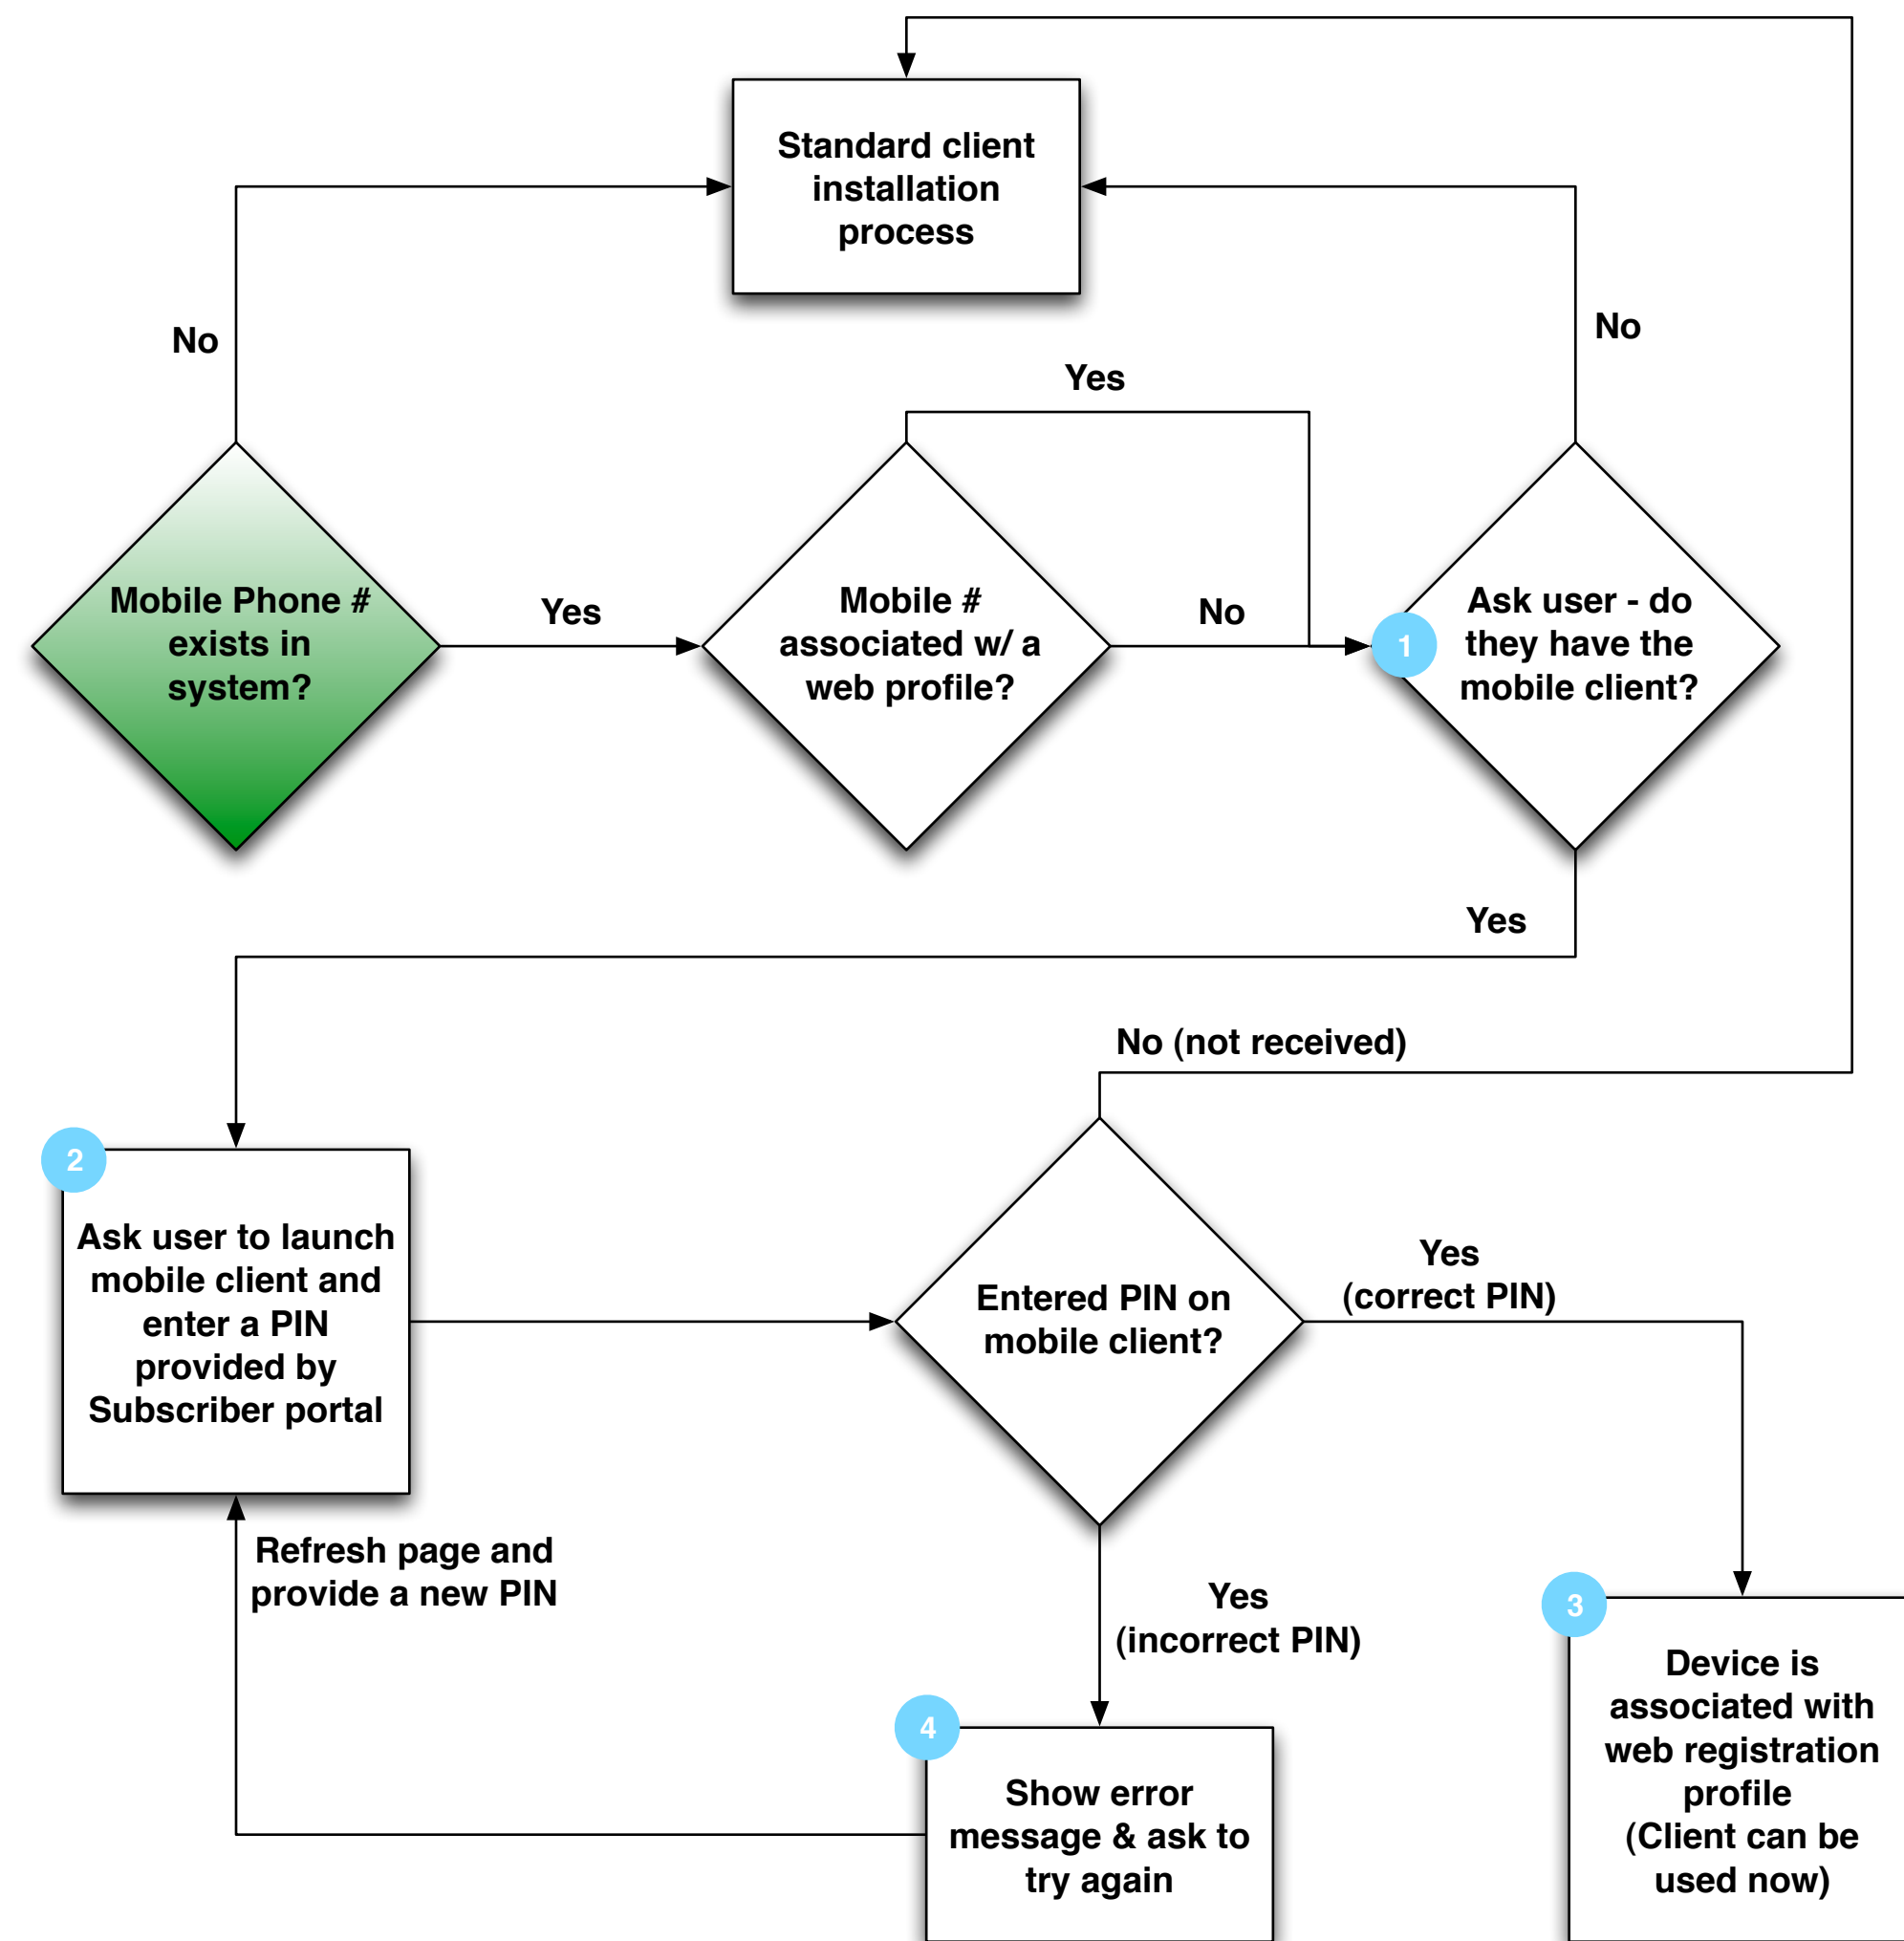 Standard client
installation
process
No
No
Yes
Mobile Phone #
exists in
system?
Yes
Mobile #
associated w/ a
web profile?
No
1
Ask user - do
they have the
mobile client?
Yes
No (not received)
2
Ask user to launch
mobile client and
enter a PIN
provided by
Subscriber portal
Entered PIN on
mobile client?
Yes
(correct PIN)
Refresh page and
provide a new PIN
Yes
(incorrect PIN)
3
Device is
associated with
web registration
profile
(Client can be
used now)
4
Show error
message & ask to
try again